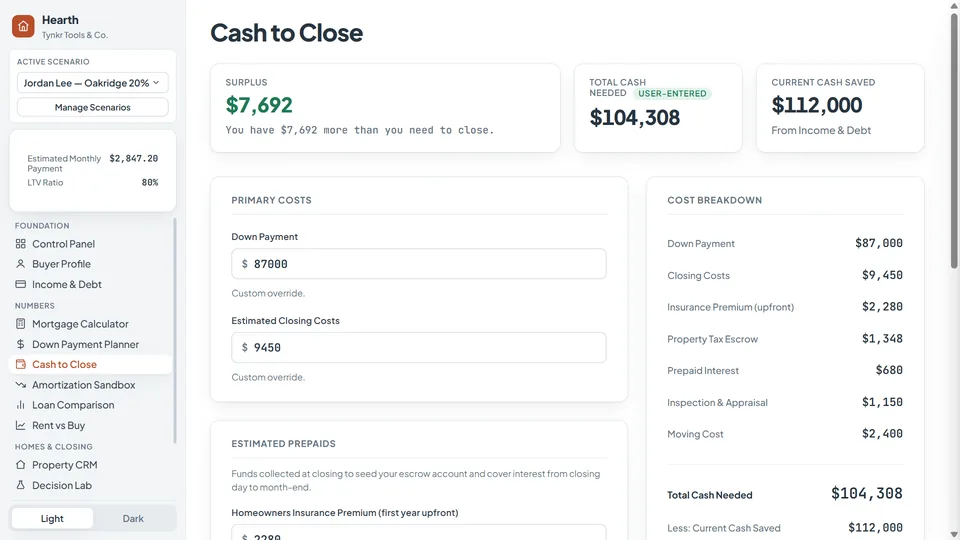 Hearth
Tynkr Tools & Co.
ACTIVE SCENARIO
Jordan Lee — Oakridge 20%
Manage Scenarios
Estimated Monthly Payment $2,847.20
LTV Ratio 80%
FOUNDATION
Control Panel
Buyer Profile
Income & Debt
NUMBERS
Mortgage Calculator
Down Payment Planner
Cash to Close
Amortization Sandbox
Loan Comparison
Rent vs Buy
HOMES & CLOSING
Property CRM
Decision Lab
Light Dark
Cash to Close
SURPLUS
$7,692
You have $7,692 more than you need to close.
TOTAL CASH
NEEDED USER-ENTERED
$104,308
CURRENT CASH SAVED
$112,000
From Income & Debt
PRIMARY COSTS
Down Payment
$ 87000
Custom override.
Estimated Closing Costs
$ 9450
Custom override.
ESTIMATED PREPAIDS
Funds collected at closing to seed your escrow account and cover interest from closing
day to month-end.
Homeowners Insurance Premium (first year upfront)
$ 2280
COST BREAKDOWN
Down Payment $87,000
Closing Costs $9,450
Insurance Premium (upfront) $2,280
Property Tax Escrow $1,348
Prepaid Interest $680
Inspection & Appraisal $1,150
Moving Cost $2,400
Total Cash Needed $104,308
Less: Current Cash Saved $112,000